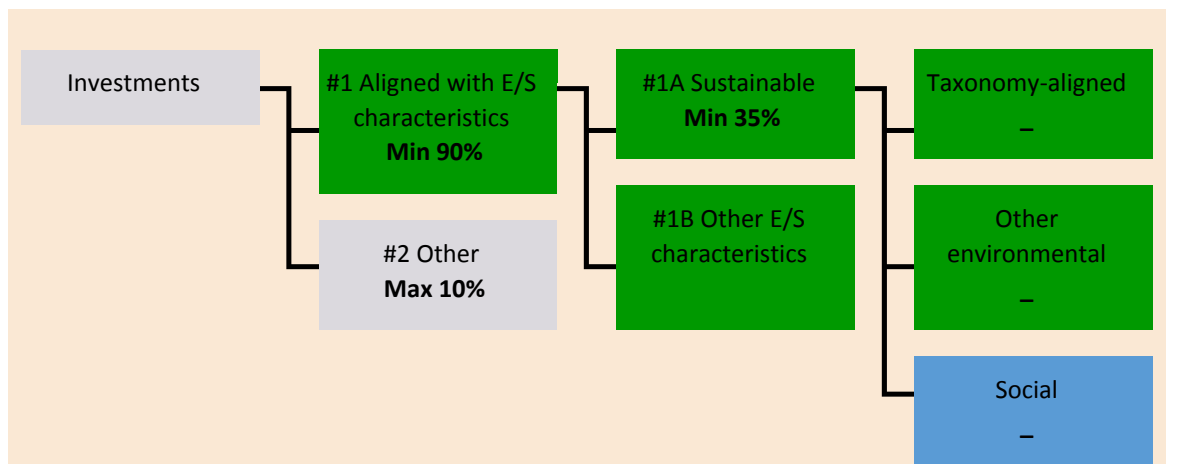 Investments
#1 Aligned with E/S
characteristics
Min 90%
#2 Other
Max 10%
#1A Sustainable
Min 35%
#1B Other E/S
characteristics
Taxonomy-aligned
–
Other
environmental
–
Social
–